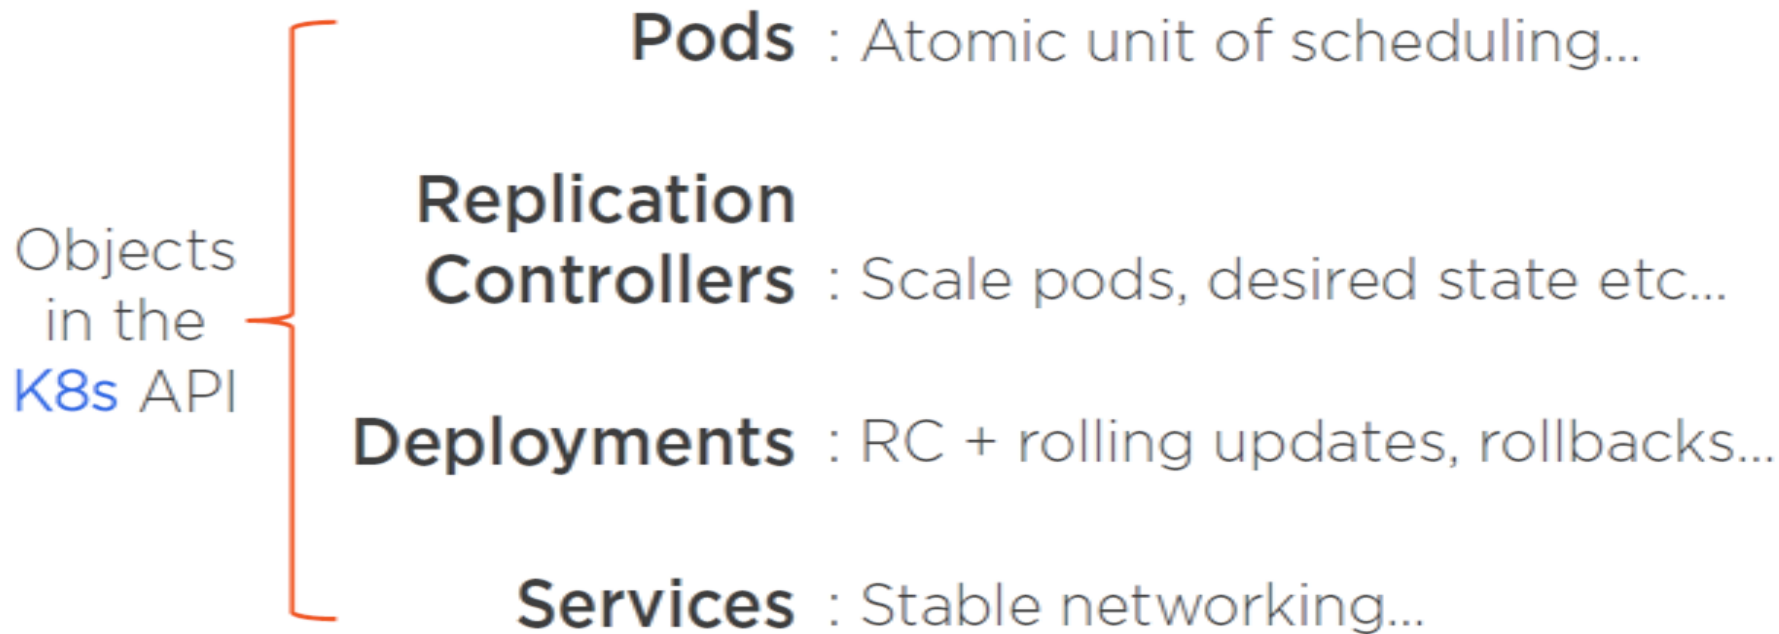 Objects
in the
K8s API
Pods : Atomic unit of scheduling...
Replication
Controllers : Scale pods, desired state etc...
Deployments : RC + rolling updates, rollbacks...
Services : Stable networking...